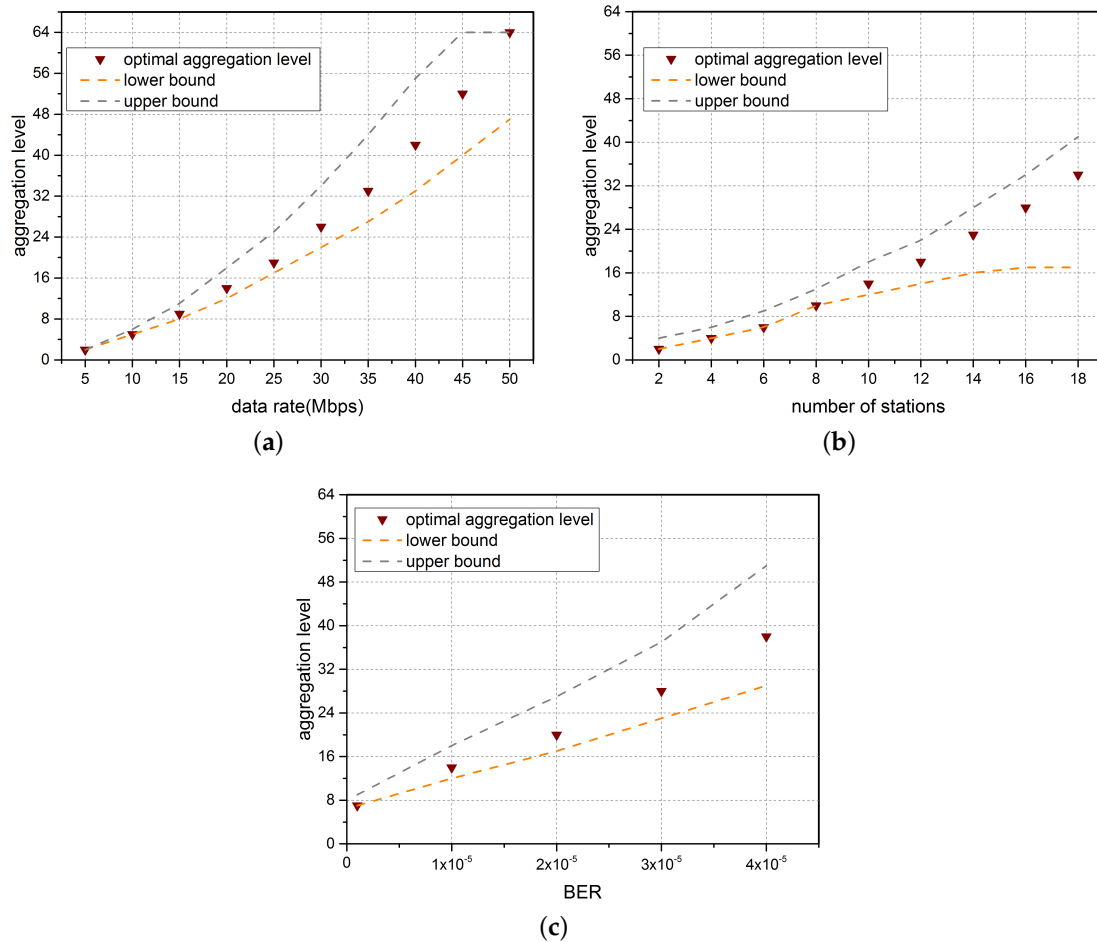 64
56
48
40
32
24
16
8
0
aggregation level
optimal aggregation level
lower bound
upper bound
5 10 15 20 25 30 35 40 45 50
data rate(Mbps)
(a)
64
56
48
40
32
24
16
8
0
aggregation level
optimal aggregation level
lower bound
upper bound
2 4 6 8 10 12 14 16 18
number of stations
(b)
64
56
48
40
32
24
16
8
0
aggregation level
optimal aggregation level
lower bound
upper bound
0 1x10⁻⁵ 2x10⁻⁵ 3x10⁻⁵ 4x10⁻⁵
BER
(c)